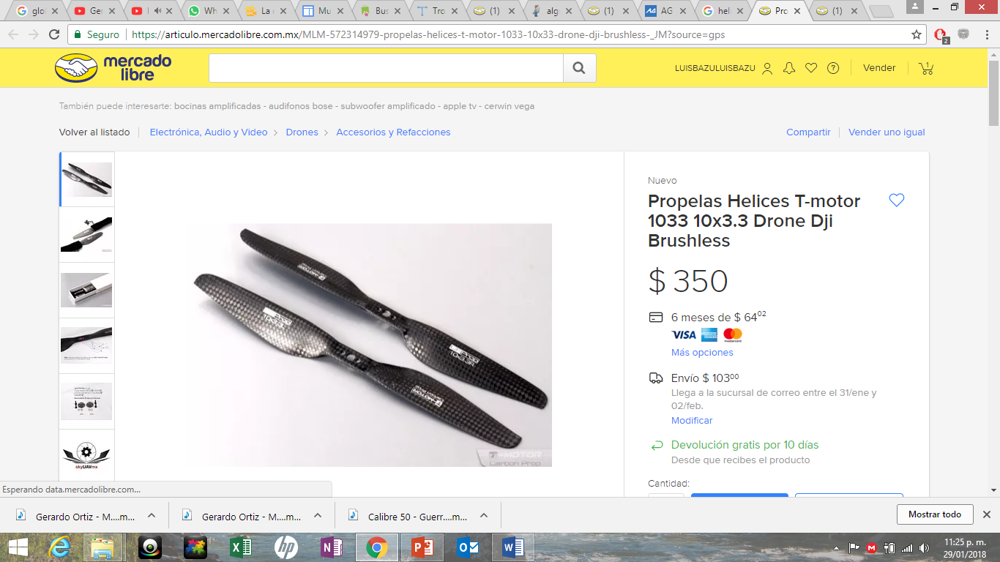 glo
Ger
Wh
La
Mu
Bus
Tro
(1)
alg
(1)
AG
hel
Pro
(1)
Seguro
https://articulo.mercadolibre.com.mx/MLM-572314979-propelas-helices-t-motor-1033-10x33-drone-dji-brushless-_JM?source=gps
2
mercado
libre
LUISBAZULUISBAZU
Vender
1
También puede interesarte: bocinas amplificadas - audifonos bose - subwoofer amplificado - apple tv - cerwin vega
Volver al listado
Electrónica, Audio y Video
Drones
Accesorios y Refacciones
Compartir
Vender uno igual
Nuevo
Propelas Helices T-motor
1033 10x3.3 Drone Dji
Brushless
$ 350
6 meses de $ 64 02
VISA
mastercard
Más opciones
Envío $ 103 00
Llega a la sucursal de correo entre el 31/ene y
02/feb.
Modificar
Devolución gratis por 10 días
Desde que recibes el producto
Cantidad:
T-MOTOR
Carbon Prop
skyUAVmx
Esperando data.mercadolibre.com...
Gerardo Ortiz - M....m...
Gerardo Ortiz - M....m...
Calibre 50 - Guerr....m...
Mostrar todo
11:25 p. m.
29/01/2018